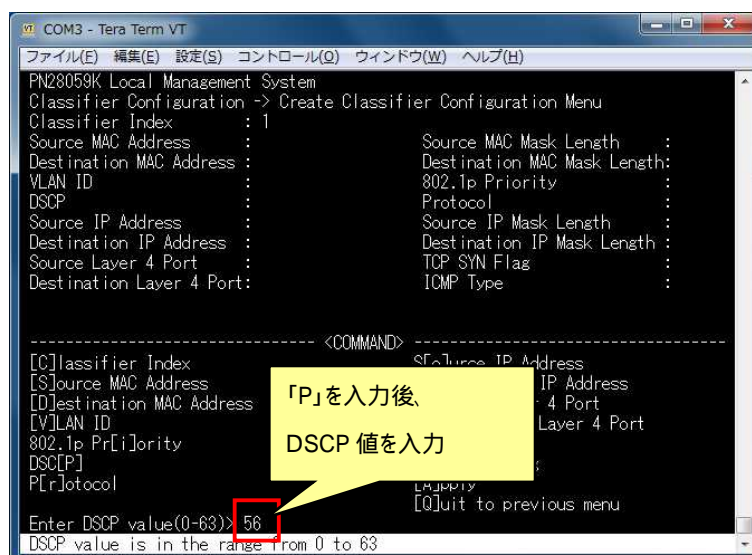 COM3 - Tera Term VT
ファイル(F) 編集(E) 設定(S) コントロール(O) ウィンドウ(W) ヘルプ(H)
PN28059K Local Management System
Classifier Configuration -> Create Classifier Configuration Menu
Classifier Index : 1
Source MAC Address : Source MAC Mask Length :
Destination MAC Address : Destination MAC Mask Length:
VLAN ID : 802.1p Priority :
DSCP : Protocol :
Source IP Address : Source IP Mask Length :
Destination IP Address : Destination IP Mask Length :
Source Layer 4 Port : TCP SYN Flag :
Destination Layer 4 Port: ICMP Type :
------------------------------- <COMMAND> ----------------------------------
[C]lassifier Index S[o]urce IP Address
[S]ource MAC Address IP Address
[D]estination MAC Address 4 Port
[V]LAN ID Layer 4 Port
802.1p Pr[i]ority
DSC[P]
P[r]otocol [A]pply
[Q]uit to previous menu
「P」を入力後、
DSCP 値を入力
Enter DSCP value(0-63)> 56
DSCP value is in the range from 0 to 63